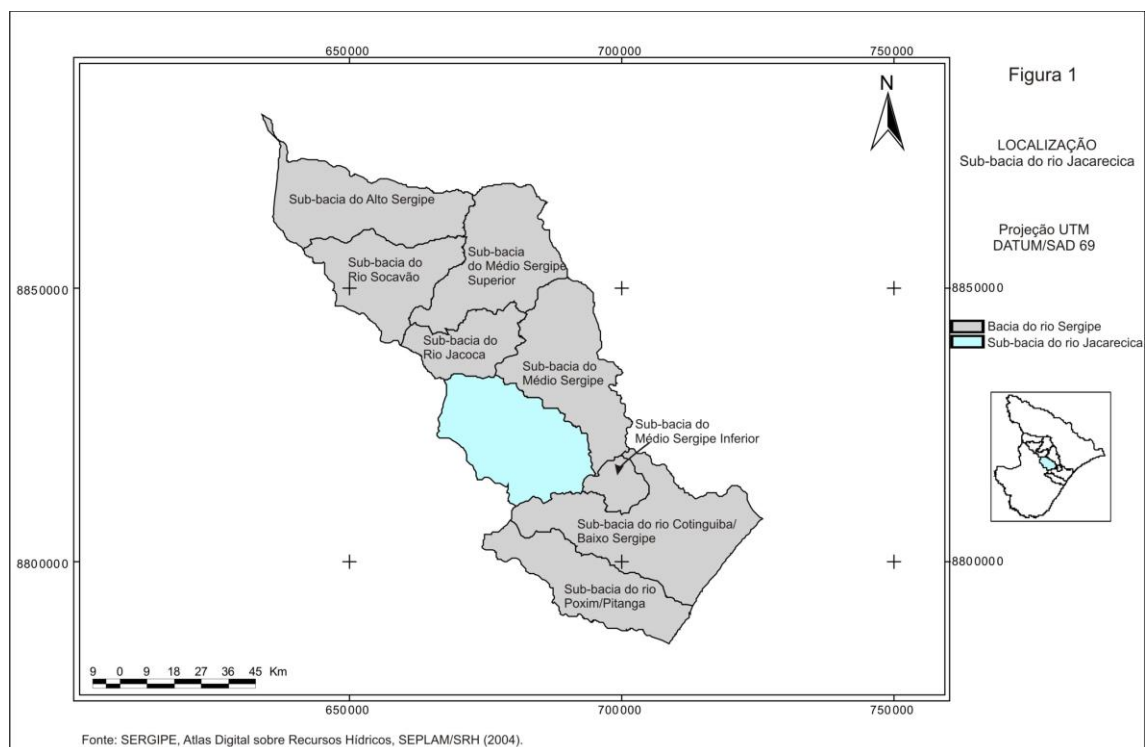 650000
700000
750000
Figura 1
N
LOCALIZAÇÃO
Sub-bacia do rio Jacarecica
Sub-bacia do Alto Sergipe
Projeção UTM
DATUM/SAD 69
Sub-bacia do
Rio Socavão
Sub-bacia
do Médio Sergipe
Superior
8850000
8850000
Bacia do rio Sergipe
Sub-bacia do rio Jacarecica
Sub-bacia do
Rio Jacoca
Sub-bacia do
Médio Sergipe
Sub-bacia do
Médio Sergipe Inferior
Sub-bacia do rio Cotinguiba/
Baixo Sergipe
8800000
8800000
Sub-bacia do rio
Poxim/Pitanga
9 0 9 18 27 36 45 Km
650000
700000
750000
Fonte: SERGIPE, Atlas Digital sobre Recursos Hídricos, SEPLAM/SRH (2004).